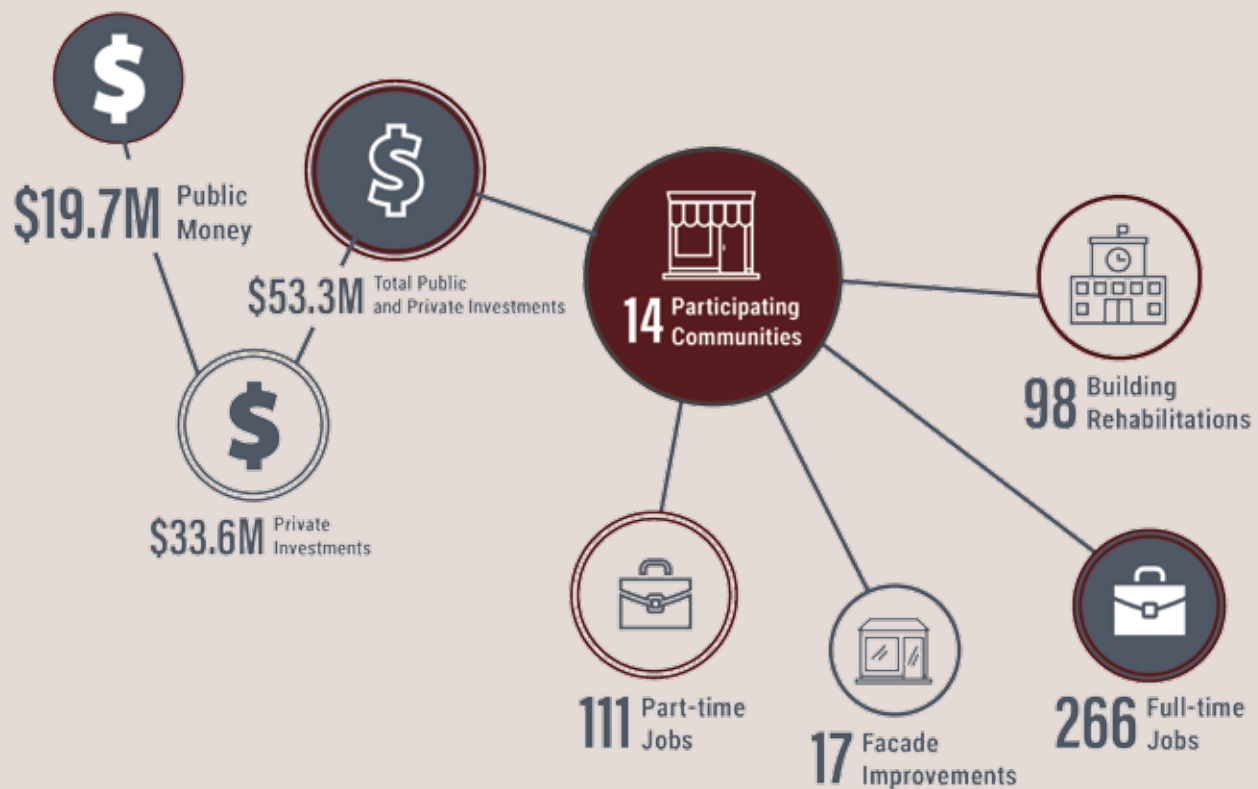 $19.7M Public
Money
$53.3M Total Public
and Private Investments
$33.6M Private
Investments
14 Participating
Communities
98 Building
Rehabilitations
111 Part-time
Jobs
17 Facade
Improvements
266 Full-time
Jobs